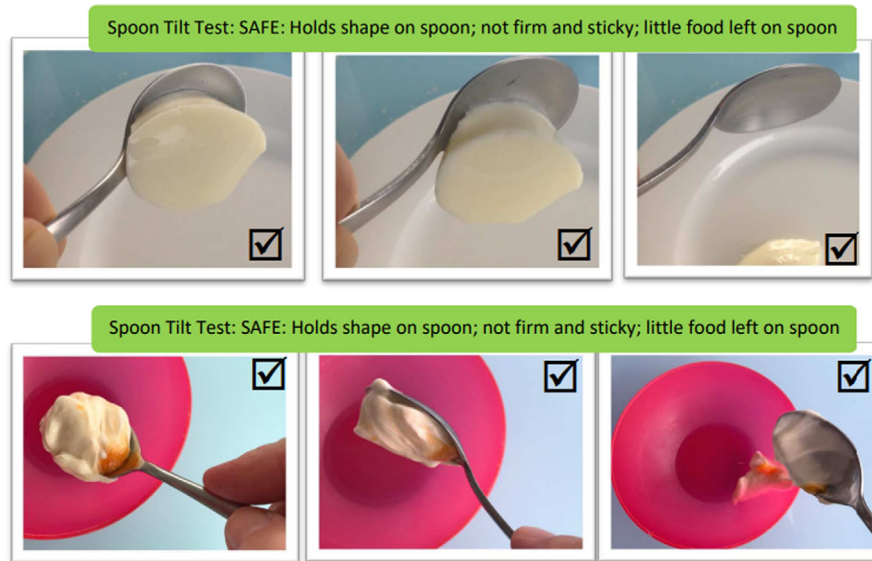 Spoon Tilt Test: SAFE: Holds shape on spoon; not firm and sticky; little food left on spoon
Spoon Tilt Test: SAFE: Holds shape on spoon; not firm and sticky; little food left on spoon